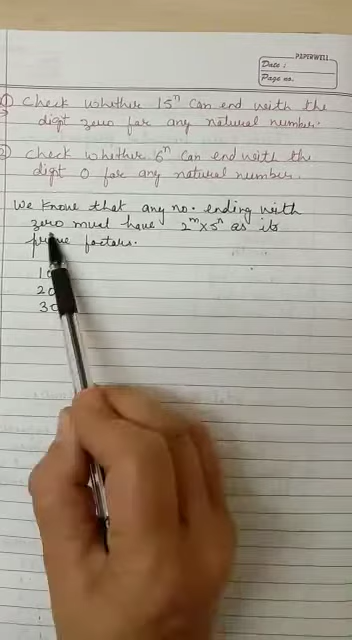 PAPERWELL
Date :
Page no.
① Check whether 15ⁿ can end with the
digit zero for any natural number.
② Check whether 6ⁿ can end with the
digit 0 for any natural number.
We know that any no. ending with
zero must have 2ᵐ×5ⁿ as its
prime factors.
10
20
30